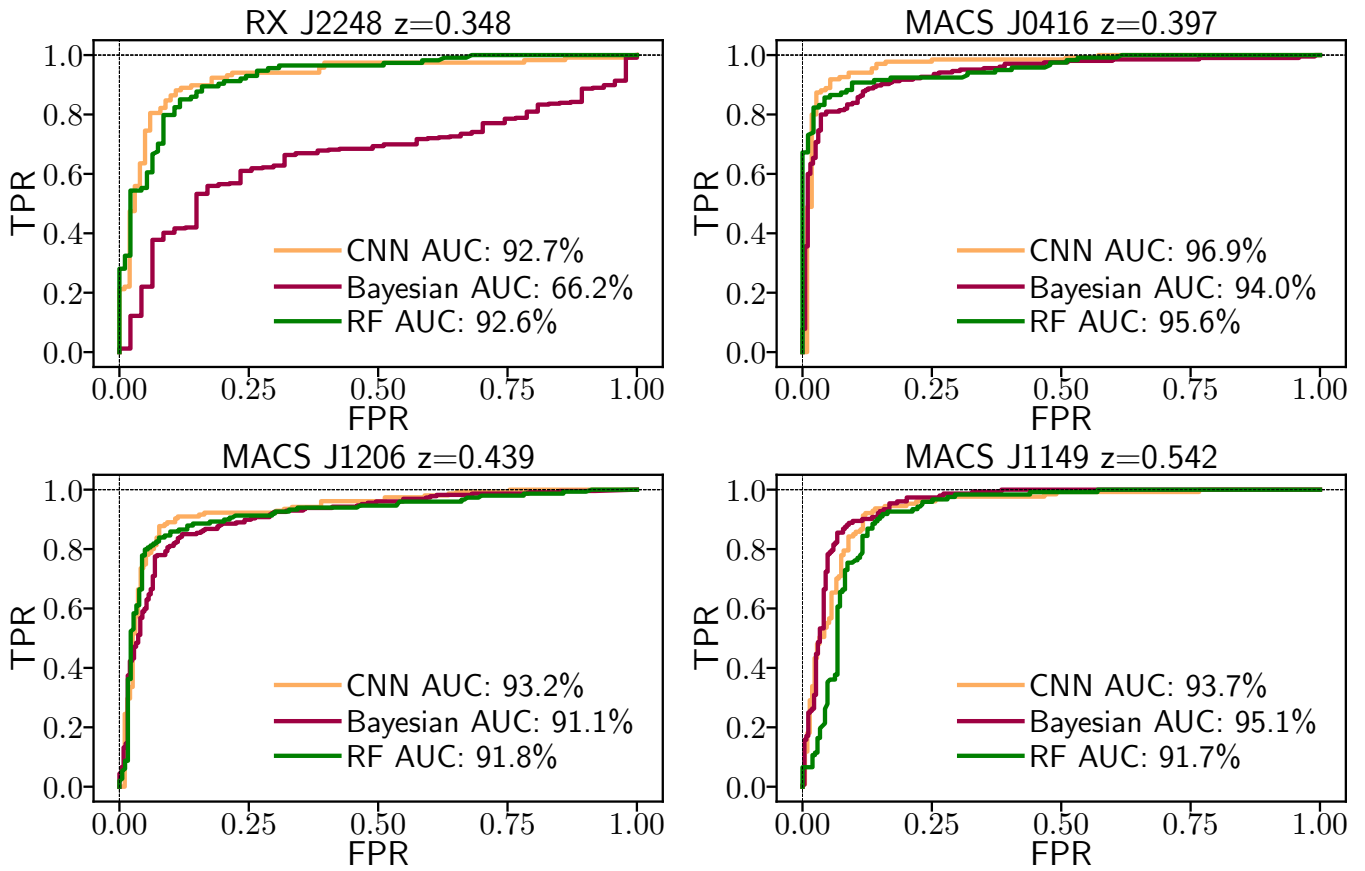 RX J2248 z=0.348
1.0
0.8
0.6
0.4
0.2
0.0
TPR
CNN AUC: 92.7%
Bayesian AUC: 66.2%
RF AUC: 92.6%
0.00 0.25 0.50 0.75 1.00
FPR
MACS J0416 z=0.397
1.0
0.8
0.6
0.4
0.2
0.0
TPR
CNN AUC: 96.9%
Bayesian AUC: 94.0%
RF AUC: 95.6%
0.00 0.25 0.50 0.75 1.00
FPR
MACS J1206 z=0.439
1.0
0.8
0.6
0.4
0.2
0.0
TPR
CNN AUC: 93.2%
Bayesian AUC: 91.1%
RF AUC: 91.8%
0.00 0.25 0.50 0.75 1.00
FPR
MACS J1149 z=0.542
1.0
0.8
0.6
0.4
0.2
0.0
TPR
CNN AUC: 93.7%
Bayesian AUC: 95.1%
RF AUC: 91.7%
0.00 0.25 0.50 0.75 1.00
FPR